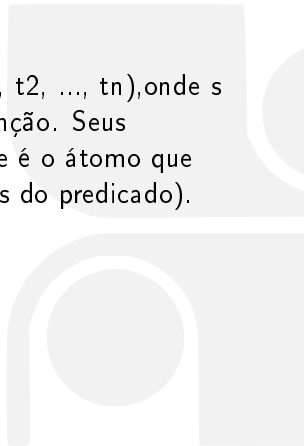 , t2, ..., tn),onde s
nção. Seus
e é o átomo que
s do predicado).